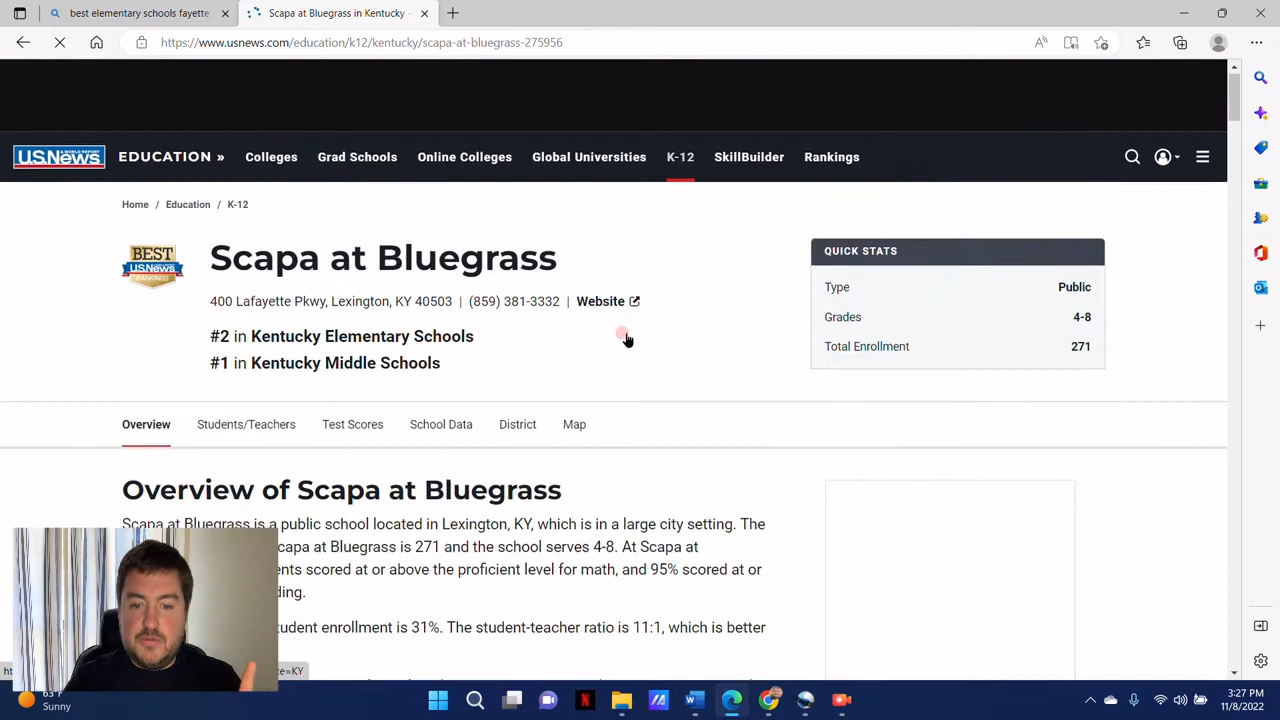 best elementary schools fayette
Scapa at Bluegrass in Kentucky -
https://www.usnews.com/education/k12/kentucky/scapa-at-bluegrass-275956
U.S.News
EDUCATION »
Colleges
Grad Schools
Online Colleges
Global Universities
K-12
SkillBuilder
Rankings
Home / Education / K-12
BEST
U.S.News
RANKINGS
Scapa at Bluegrass
400 Lafayette Pkwy, Lexington, KY 40503 | (859) 381-3332 | Website
#2 in Kentucky Elementary Schools
#1 in Kentucky Middle Schools
QUICK STATS
Type Public
Grades 4-8
Total Enrollment 271
Overview
Students/Teachers
Test Scores
School Data
District
Map
Overview of Scapa at Bluegrass
Scapa at Bluegrass is a public school located in Lexington, KY, which is in a large city setting. The
capa at Bluegrass is 271 and the school serves 4-8. At Scapa at
ents scored at or above the proficient level for math, and 95% scored at or
ding.
tudent enrollment is 31%. The student-teacher ratio is 11:1, which is better
e=KY
63°F
Sunny
3:27 PM
11/8/2022